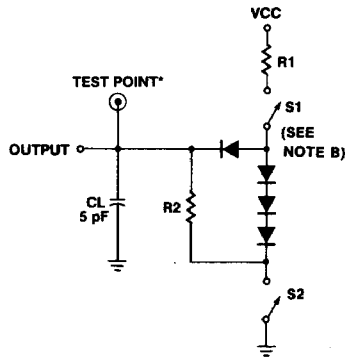 VCC
R1
TEST POINT*
S1
(SEE
NOTE B)
OUTPUT
CL
5 pF
R2
S2